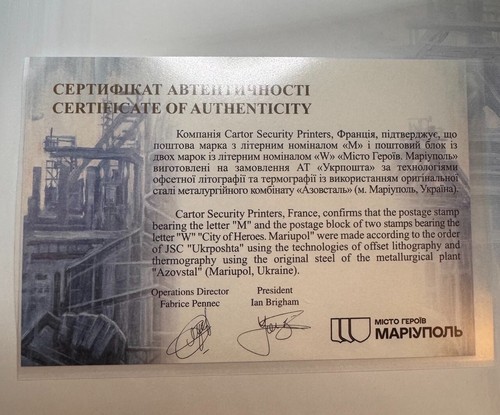 СЕРТИФІКАТ АВТЕНТИЧНОСТІ
CERTIFICATE OF AUTHENTICITY
Компанія Cartor Security Printers, Франція, підтверджує, що
поштова марка з літерним номіналом «М» і поштовий блок із
двох марок із літерним номіналом «W» «Місто Героїв. Маріуполь»
виготовлені на замовлення АТ «Укрпошта» за технологіями
офсетної літографії та термографії із використанням оригінальної
сталі металургійного комбінату «Азовсталь» (м. Маріуполь, Україна).
Cartor Security Printers, France, confirms that the postage stamp
bearing the letter "M" and the postage block of two stamps bearing the
letter "W" "City of Heroes. Mariupol" were made according to the order
of JSC "Ukrposhta" using the technologies of offset lithography and
thermography using the original steel of the metallurgical plant
"Azovstal" (Mariupol, Ukraine).
Operations Director President
Fabrice Pennec Ian Brigham
МІСТО ГЕРОЇВ
МАРІУПОЛЬ